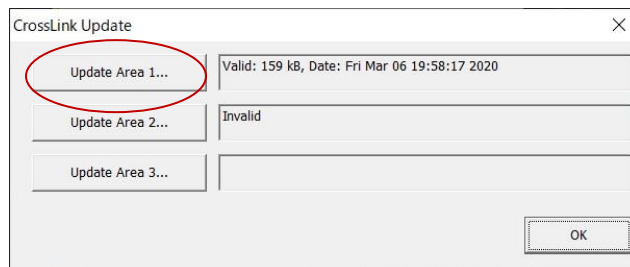 CrossLink Update
Update Area 1...
Valid: 159 kB, Date: Fri Mar 06 19:58:17 2020
Update Area 2...
Invalid
Update Area 3...
OK